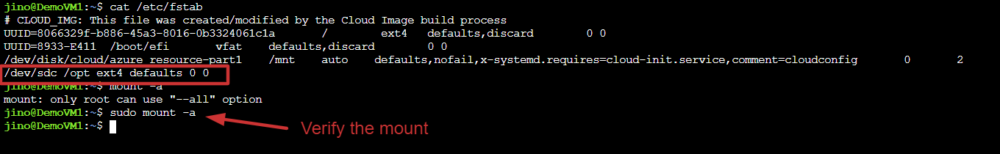 jino@DemoVM1:~$ cat /etc/fstab
# CLOUD_IMG: This file was created/modified by the Cloud Image build process
UUID=8066329f-b886-45a3-8016-0b3324061c1a / ext4 defaults,discard 0 0
UUID=8933-E411 /boot/efi vfat defaults,discard 0 0
/dev/disk/cloud/azure_resource-part1 /mnt auto defaults,nofail,x-systemd.requires=cloud-init.service,comment=cloudconfig 0 2
/dev/sdc /opt ext4 defaults 0 0
jino@DemoVM1:~$ mount -a
mount: only root can use "--all" option
jino@DemoVM1:~$ sudo mount -a
jino@DemoVM1:~$
Verify the mount